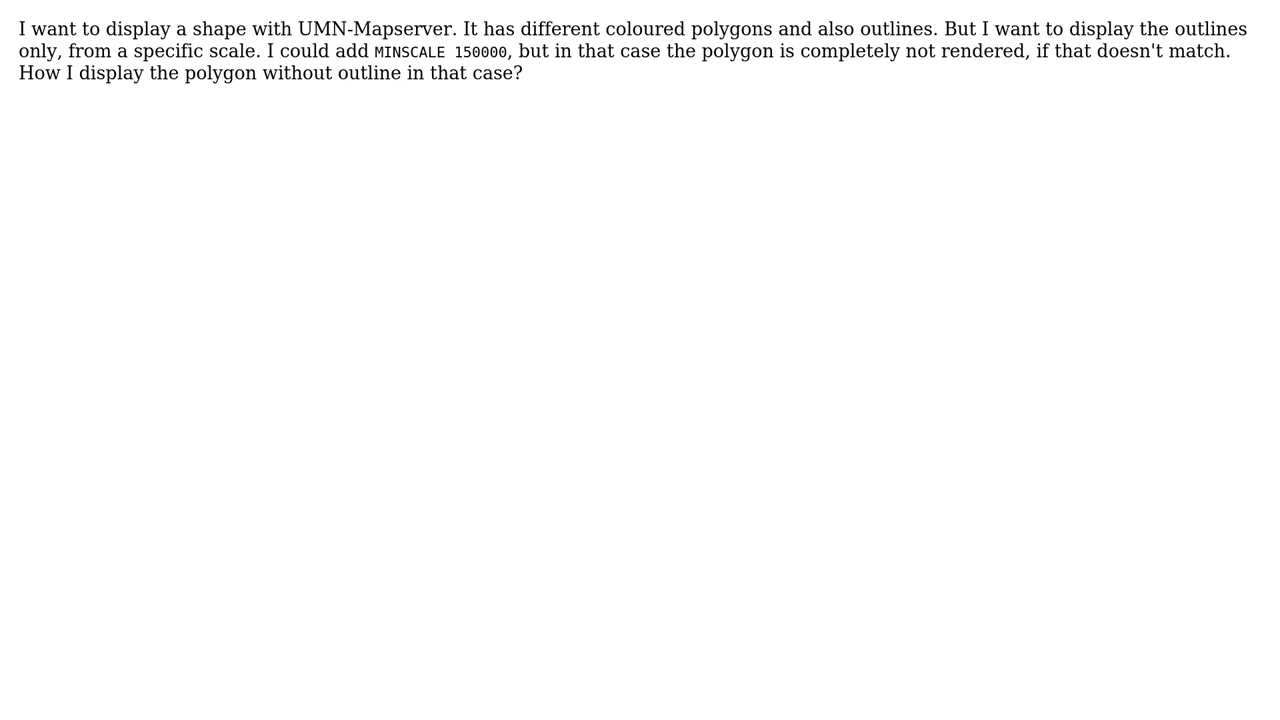 I want to display a shape with UMN-Mapserver. It has different coloured polygons and also outlines. But I want to display the outlines
only, from a specific scale. I could add MINSCALE 150000, but in that case the polygon is completely not rendered, if that doesn't match.
How I display the polygon without outline in that case?